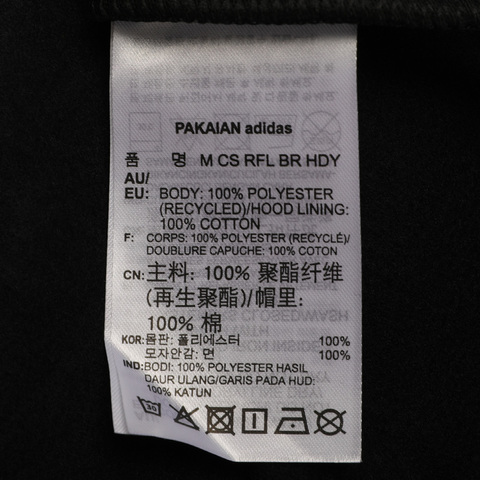 PAKAIAN adidas
품 명 M CS RFL BR HDY
AU/
EU: BODY: 100% POLYESTER
(RECYCLED)/HOOD LINING:
100% COTTON
F: CORPS: 100% POLYESTER (RECYCLÉ)/
DOUBLURE CAPUCHE: 100% COTON
CN: 主料: 100% 聚酯纤维
(再生聚酯)/帽里:
100% 棉
KOR: 몸판: 폴리에스터 100%
모자안감: 면 100%
IND: BODI: 100% POLYESTER HASIL
DAUR ULANG/GARIS PADA HUD:
100% KATUN
30